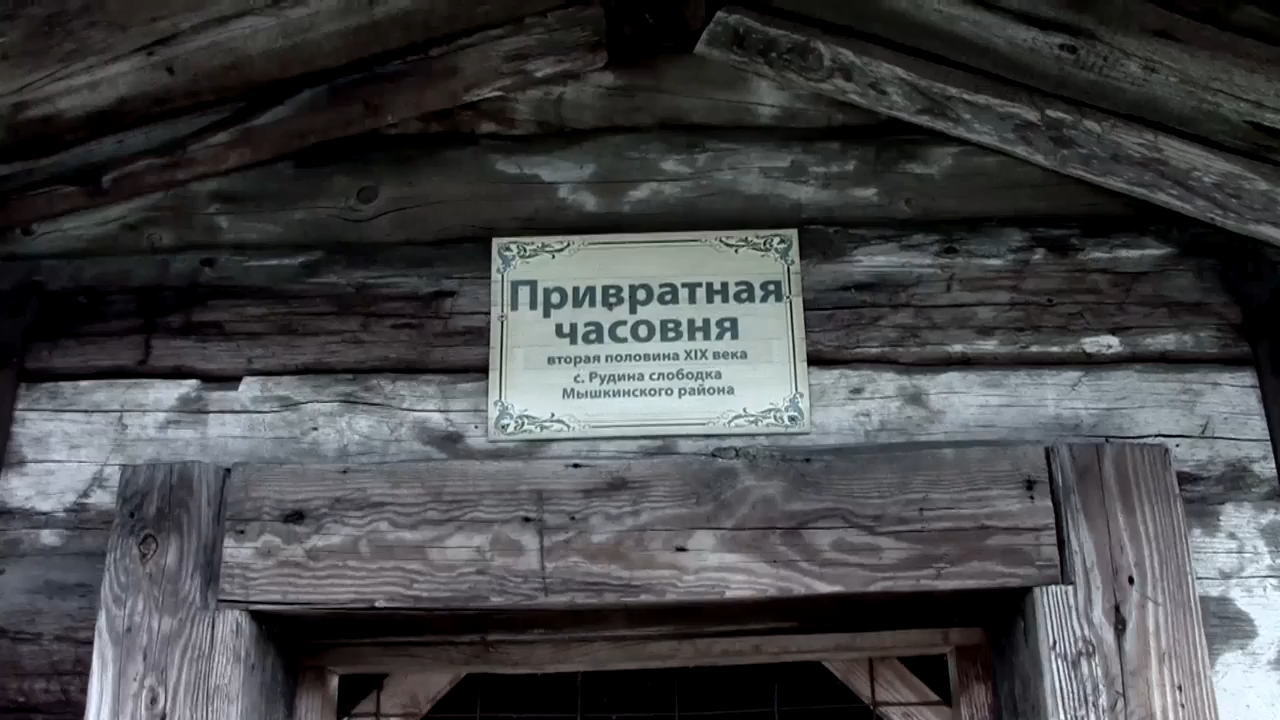 Привратная
часовня
вторая половина XIX века
с. Рудина слободка
Мышкинского района